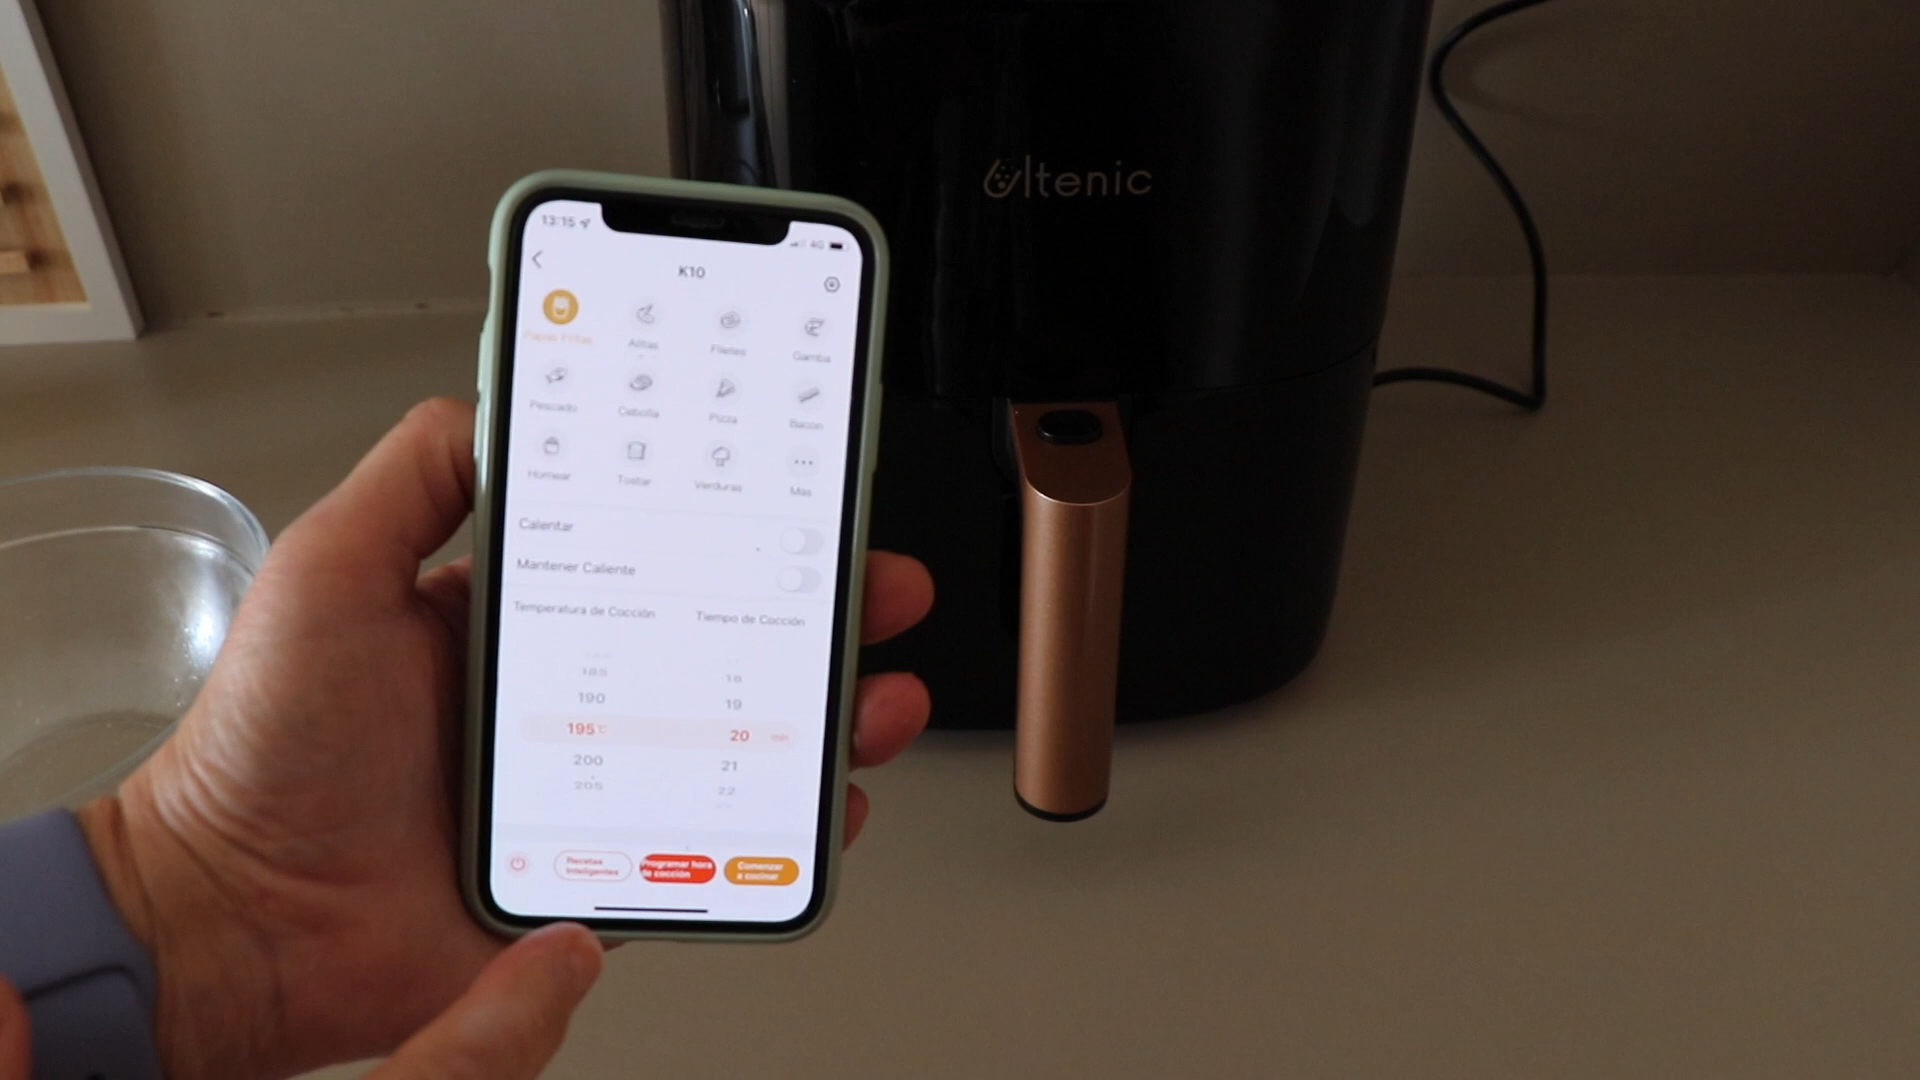 ultenic
13:15
4G
K10
Papas Fritas
Alitas
Filetes
Gamba
Pescado
Cebolla
Pizza
Bacon
Hornear
Tostar
Verduras
Mas
Calentar
Mantener Caliente
Temperatura de Cocción
Tiempo de Cocción
185
18
190
19
195°C
20 min
200
21
205
22
Recetas
Inteligentes
Programar hora
de cocción
Comenzar
a cocinar